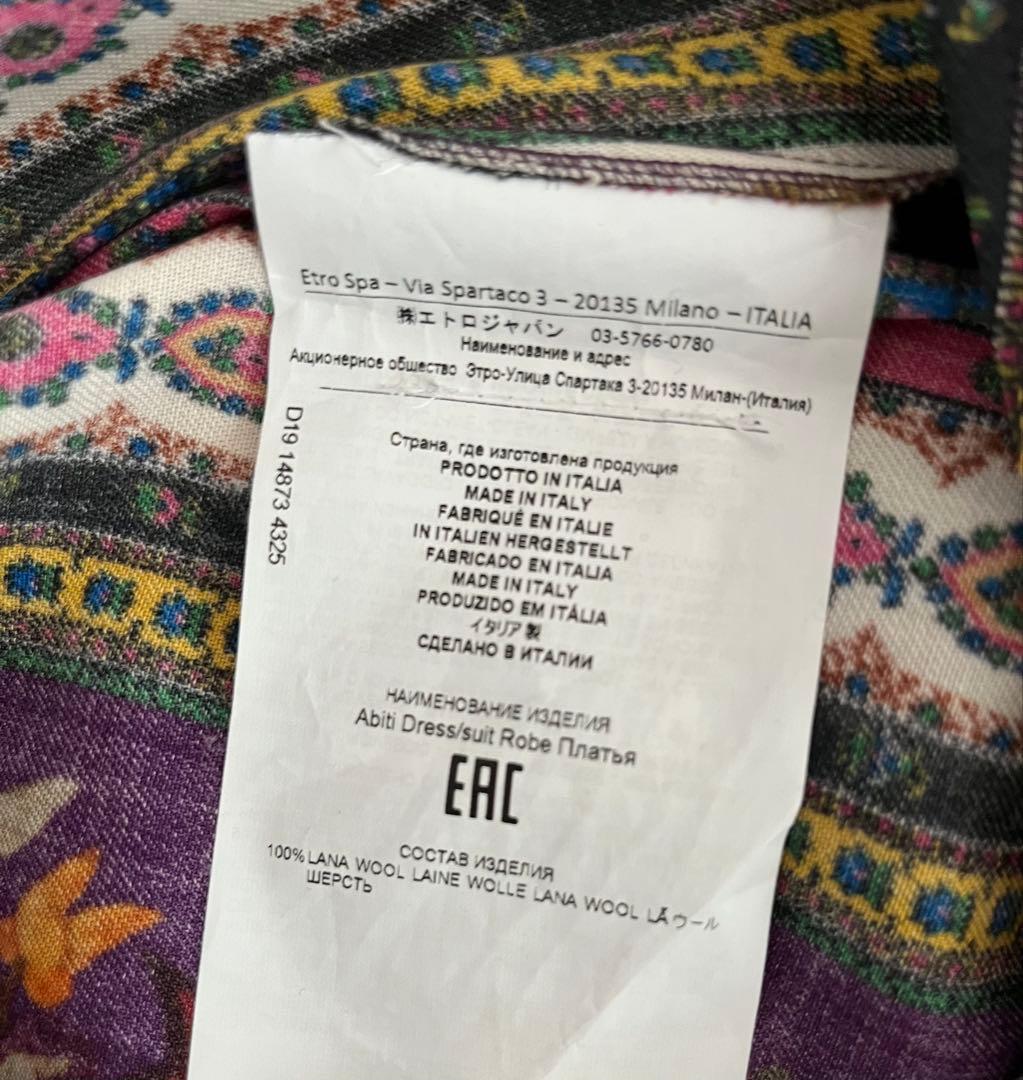 Etro Spa – Via Spartaco 3 – 20135 Milano – ITALIA
㈱エトロジャパン 03-5766-0780
Наименование и адрес
Акционерное общество Этро-Улица Спартака 3-20135 Милан-(Италия)
D19 14873 4325
Страна, где изготовлена продукция
PRODOTTO IN ITALIA
MADE IN ITALY
FABRIQUÉ EN ITALIE
IN ITALIEN HERGESTELLT
FABRICADO EN ITALIA
MADE IN ITALY
PRODUZIDO EM ITÁLIA
イタリア製
СДЕЛАНО В ИТАЛИИ
НАИМЕНОВАНИЕ ИЗДЕЛИЯ
Abiti Dress/suit Robe Платья
EAC
СОСТАВ ИЗДЕЛИЯ
100% LANA WOOL LAINE WOLLE LANA WOOL LÃ ウール
ШЕРСТЬ